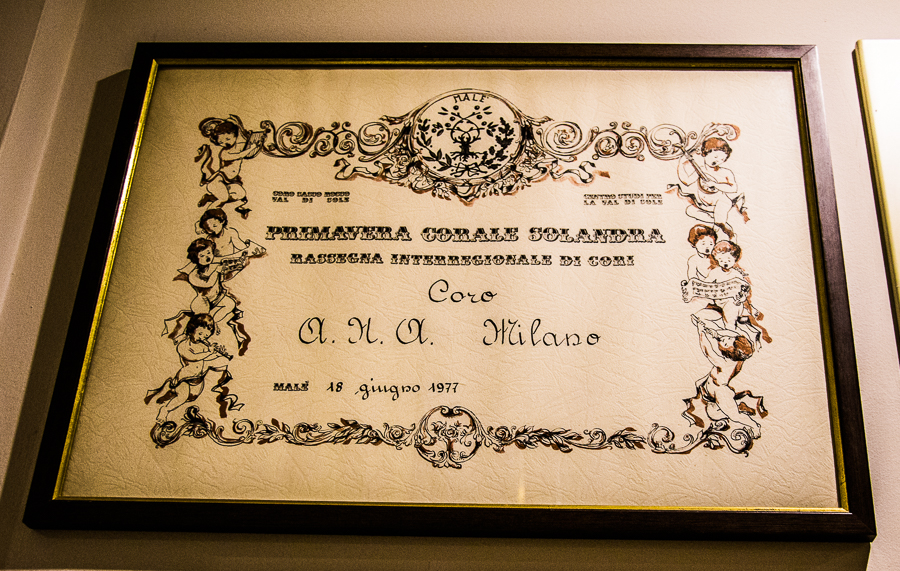 MALE'
CORO SASSO ROSSO
VAL DI SOLE
CENTRO STUDI PER
LA VAL DI SOLE
PRIMAVERA CORALE SOLANDRA
RASSEGNA INTERREGIONALE DI CORI
Coro
A. N. A. Milano
MALÉ 18 giugno 1977